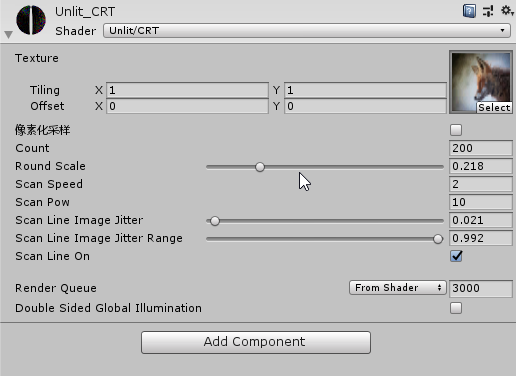 Unlit_CRT
Shader Unlit/CRT
Texture
Tiling X 1 Y 1
Offset X 0 Y 0
Select
像素化采样
Count 200
Round Scale 0.218
Scan Speed 2
Scan Pow 10
Scan Line Image Jitter 0.021
Scan Line Image Jitter Range 0.992
Scan Line On
Render Queue From Shader 3000
Double Sided Global Illumination
Add Component